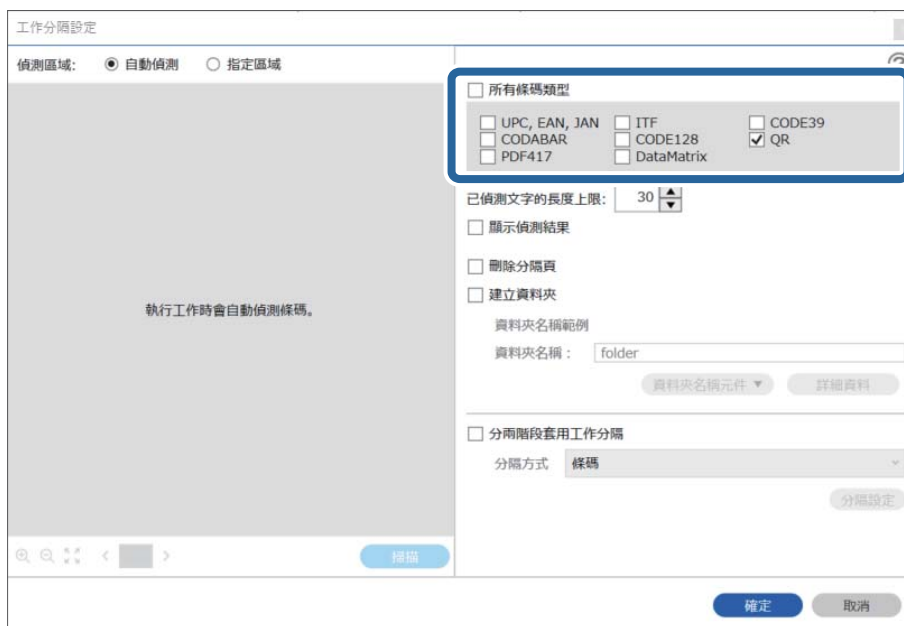 工作分隔設定
偵測區域: 自動偵測 指定區域
所有條碼類型
UPC, EAN, JAN ITF CODE39
CODABAR CODE128 QR
PDF417 DataMatrix
已偵測文字的長度上限: 30
顯示偵測結果
刪除分隔頁
建立資料夾
執行工作時會自動偵測條碼。
資料夾名稱範例
資料夾名稱： folder
資料夾名稱元件 詳細資料
分兩階段套用工作分隔
分隔方式 條碼
分隔設定
掃描
確定 取消